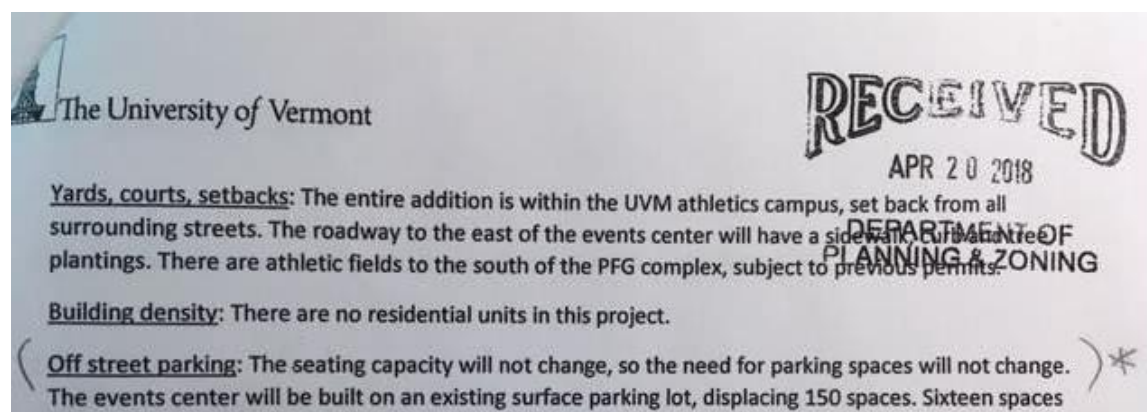 The University of Vermont
RECEIVED
APR 20 2018
DEPARTMENT OF
PLANNING & ZONING
Yards, courts, setbacks: The entire addition is within the UVM athletics campus, set back from all
surrounding streets. The roadway to the east of the events center will have a sidewalk, curb and tree
plantings. There are athletic fields to the south of the PFG complex, subject to previous permits.
Building density: There are no residential units in this project.
( Off street parking: The seating capacity will not change, so the need for parking spaces will not change. ) *
The events center will be built on an existing surface parking lot, displacing 150 spaces. Sixteen spaces